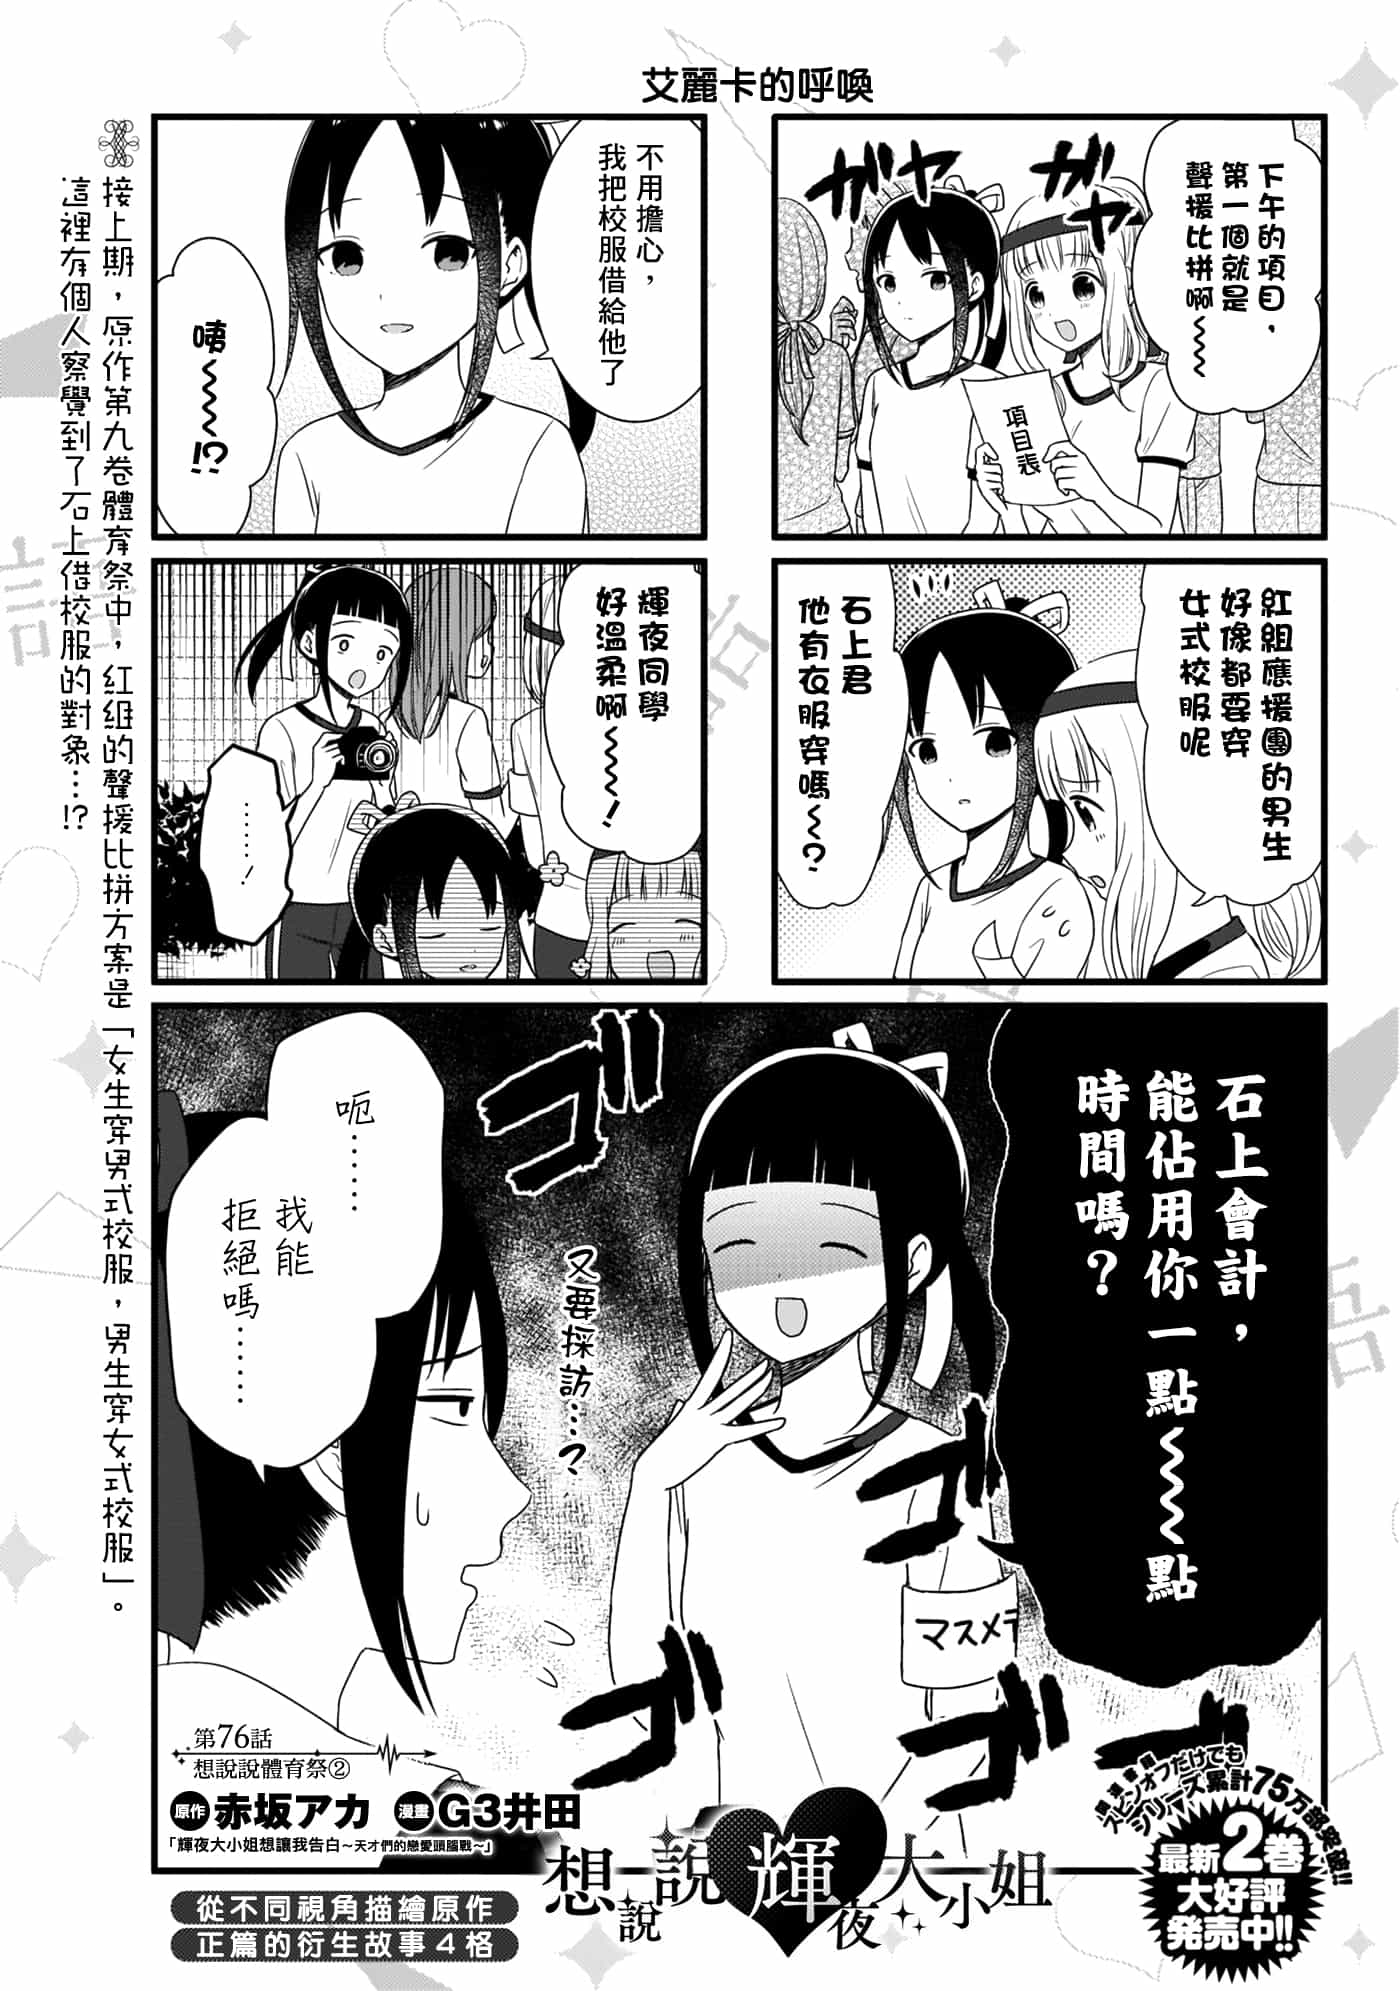 艾麗卡的呼喚
下午的項目，
第一個就是
聲援比拼啊～～～
ガヤ
ガヤ
項目表
紅組應援團的男生
好像都要穿
女式校服呢
石上君
他有衣服穿嗎～～？
不用擔心，
我把校服借給他了
咦～～～!?
輝夜同學
好溫柔啊～～～！
……！
石上會計，
能佔用你一點～～～點
時間嗎？
又要採訪…？
呃……
我能
拒絕嗎……
ゴ
ゴ
ゴ
ゴ
ゴ
マスメデ
接上期，原作第九卷體育祭中，紅組的聲援比拼方案是「女生穿男式校服，男生穿女式校服」。
這裡有個人察覺到了石上借校服的對象…!?
第76話
想說說體育祭②
原作 赤坂アカ 漫畫 G3井田
「輝夜大小姐想讓我告白～天才們的戀愛頭腦戰～」
想說說輝夜大小姐
從不同視角描繪原作
正篇的衍生故事4格
スピンオフだけでも
シリーズ累計75万部突破!!
最新2巻
大好評
発売中!!